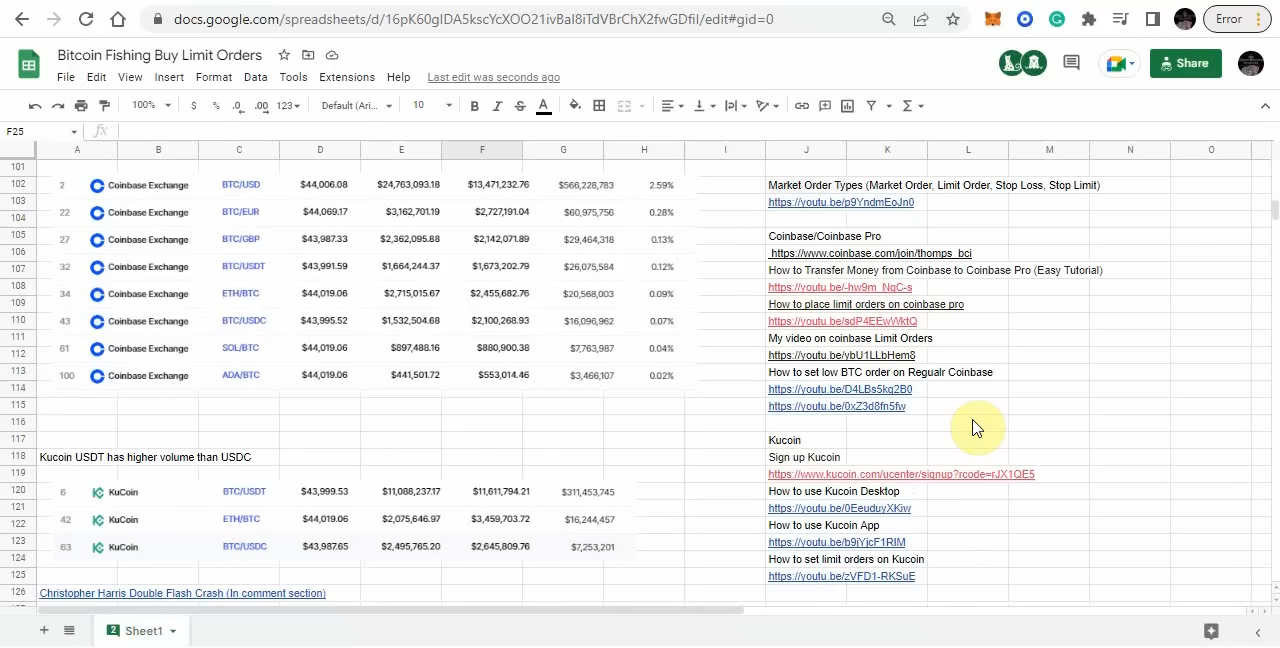 docs.google.com/spreadsheets/d/16pK60gIDA5kscYcXOO21ivBal8iTdVBrChX2fwGDfiI/edit#gid=0
Error
Bitcoin Fishing Buy Limit Orders
File Edit View Insert Format Data Tools Extensions Help Last edit was seconds ago
Share
100% $ % .0 .00 123 Default (Ari... 10 B I S A
F25 fx
A B C D E F G H I J K L M N O
101
102 2 Coinbase Exchange BTC/USD $44,006.08 $24,763,093.18 $13,471,232.76 $566,228,783 2.59% Market Order Types (Market Order, Limit Order, Stop Loss, Stop Limit)
103 https://youtu.be/p9YndmEoJn0
104 22 Coinbase Exchange BTC/EUR $44,069.17 $3,162,701.19 $2,727,191.04 $60,975,756 0.28%
105 27 Coinbase Exchange BTC/GBP $43,987.33 $2,362,095.88 $2,142,071.89 $29,464,318 0.13% Coinbase/Coinbase Pro
106 https://www.coinbase.com/join/thomps_bci
107 32 Coinbase Exchange BTC/USDT $43,991.59 $1,664,244.37 $1,673,202.79 $26,075,584 0.12% How to Transfer Money from Coinbase to Coinbase Pro (Easy Tutorial)
108 34 Coinbase Exchange ETH/BTC $44,019.06 $2,715,015.67 $2,455,682.76 $20,568,003 0.09% https://youtu.be/-hw9m_NqC-s
109 How to place limit orders on coinbase pro
110 43 Coinbase Exchange BTC/USDC $43,995.52 $1,532,504.68 $2,100,268.93 $16,096,962 0.07% https://youtu.be/sdP4EEwWktQ
111 My video on coinbase Limit Orders
112 61 Coinbase Exchange SOL/BTC $44,019.06 $897,488.16 $880,900.38 $7,763,987 0.04% https://youtu.be/ybU1LLbHem8
113 100 Coinbase Exchange ADA/BTC $44,019.06 $441,501.72 $553,014.46 $3,466,107 0.02% How to set low BTC order on Regualr Coinbase
114 https://youtu.be/D4LBs5kg2B0
115 https://youtu.be/0xZ3d8fn5fw
116
117 Kucoin
118 Kucoin USDT has higher volume than USDC Sign up Kucoin
119 https://www.kucoin.com/ucenter/signup?rcode=rJX1QE5
120 6 KuCoin BTC/USDT $43,999.53 $11,088,237.17 $11,611,794.21 $311,453,745 How to use Kucoin Desktop
121 https://youtu.be/0EeuduyXKiw
122 42 KuCoin ETH/BTC $44,019.06 $2,075,646.97 $3,459,703.72 $16,244,457 How to use Kucoin App
123 63 KuCoin BTC/USDC $43,987.65 $2,495,765.20 $2,645,809.76 $7,253,201 https://youtu.be/b9jYjcF1RIM
124 How to set limit orders on Kucoin
125 https://youtu.be/zVFD1-RKSuE
126 Christopher Harris Double Flash Crash (In comment section)
2 Sheet1